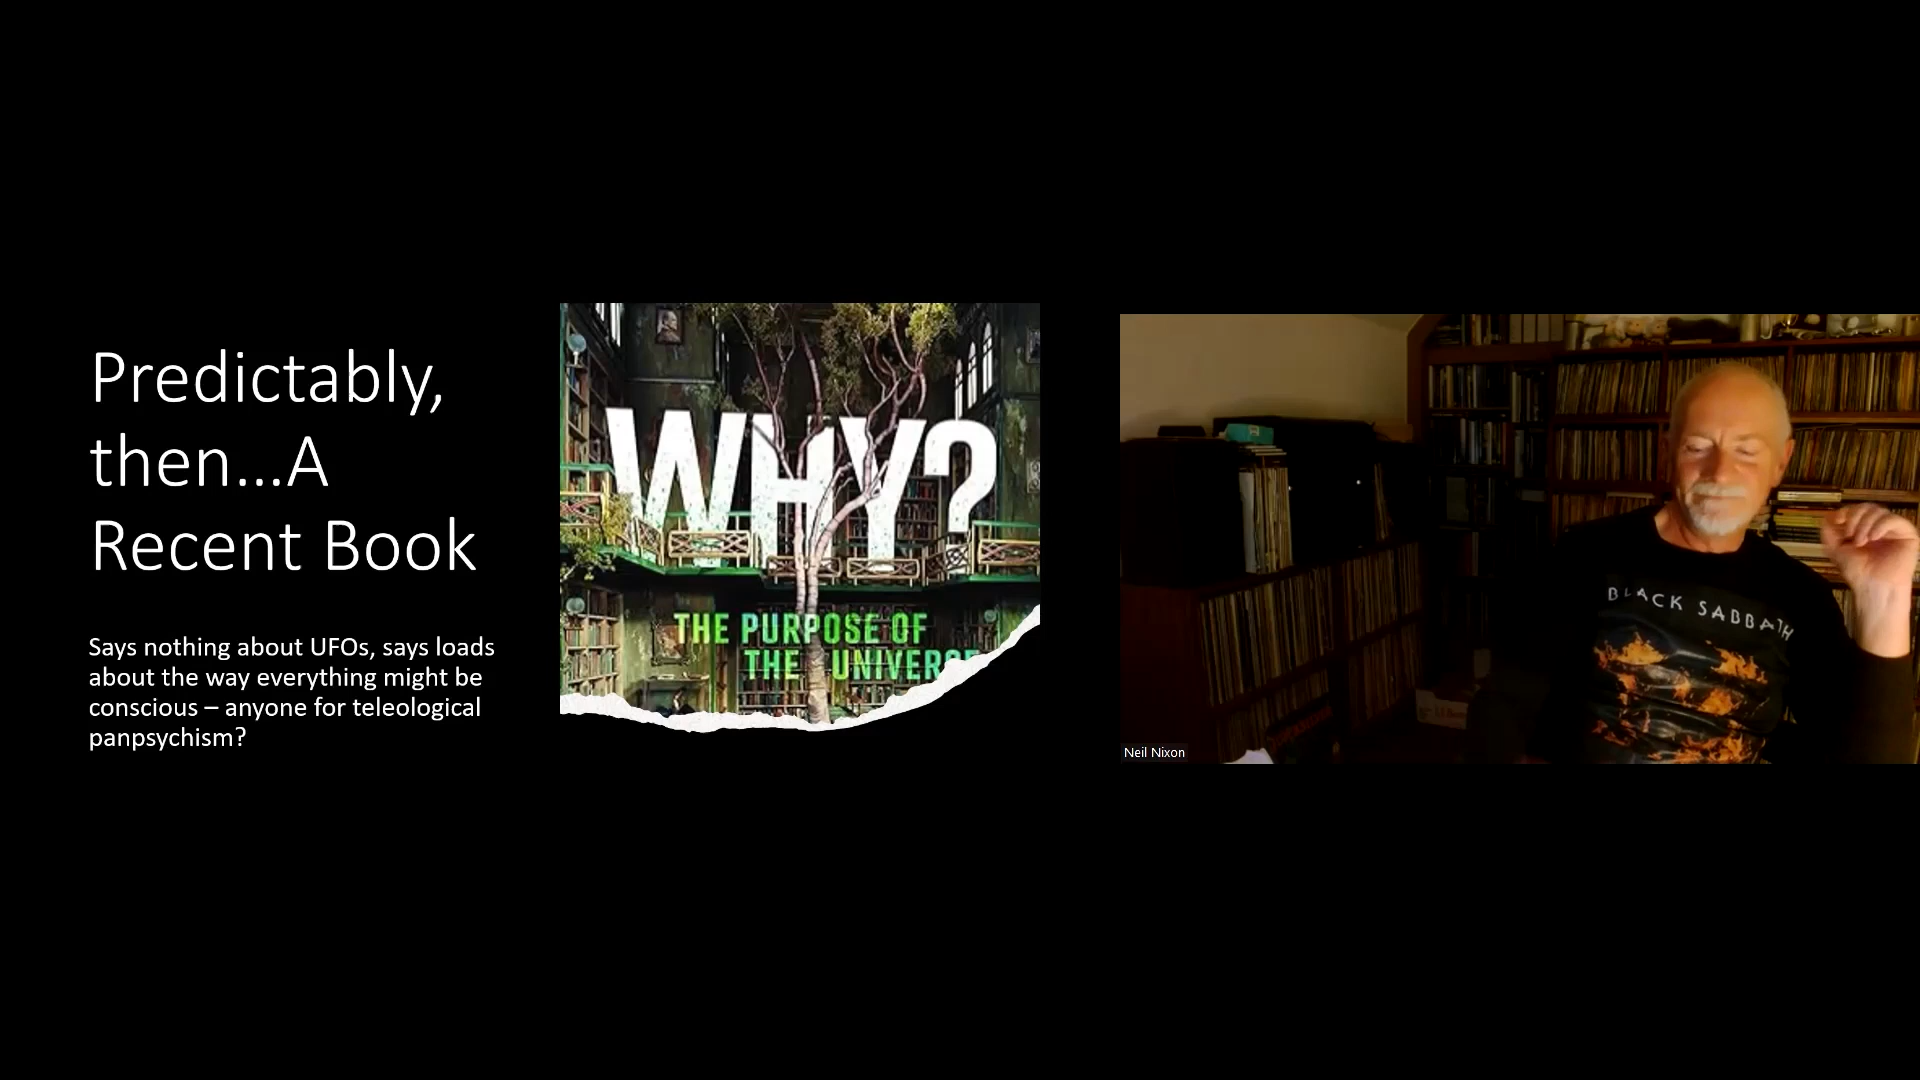 Predictably,
then...A
Recent Book
Says nothing about UFOs, says loads
about the way everything might be
conscious – anyone for teleological
panpsychism?
WHY?
THE PURPOSE OF
THE UNIVERSE
BLACK SABBATH
Neil Nixon